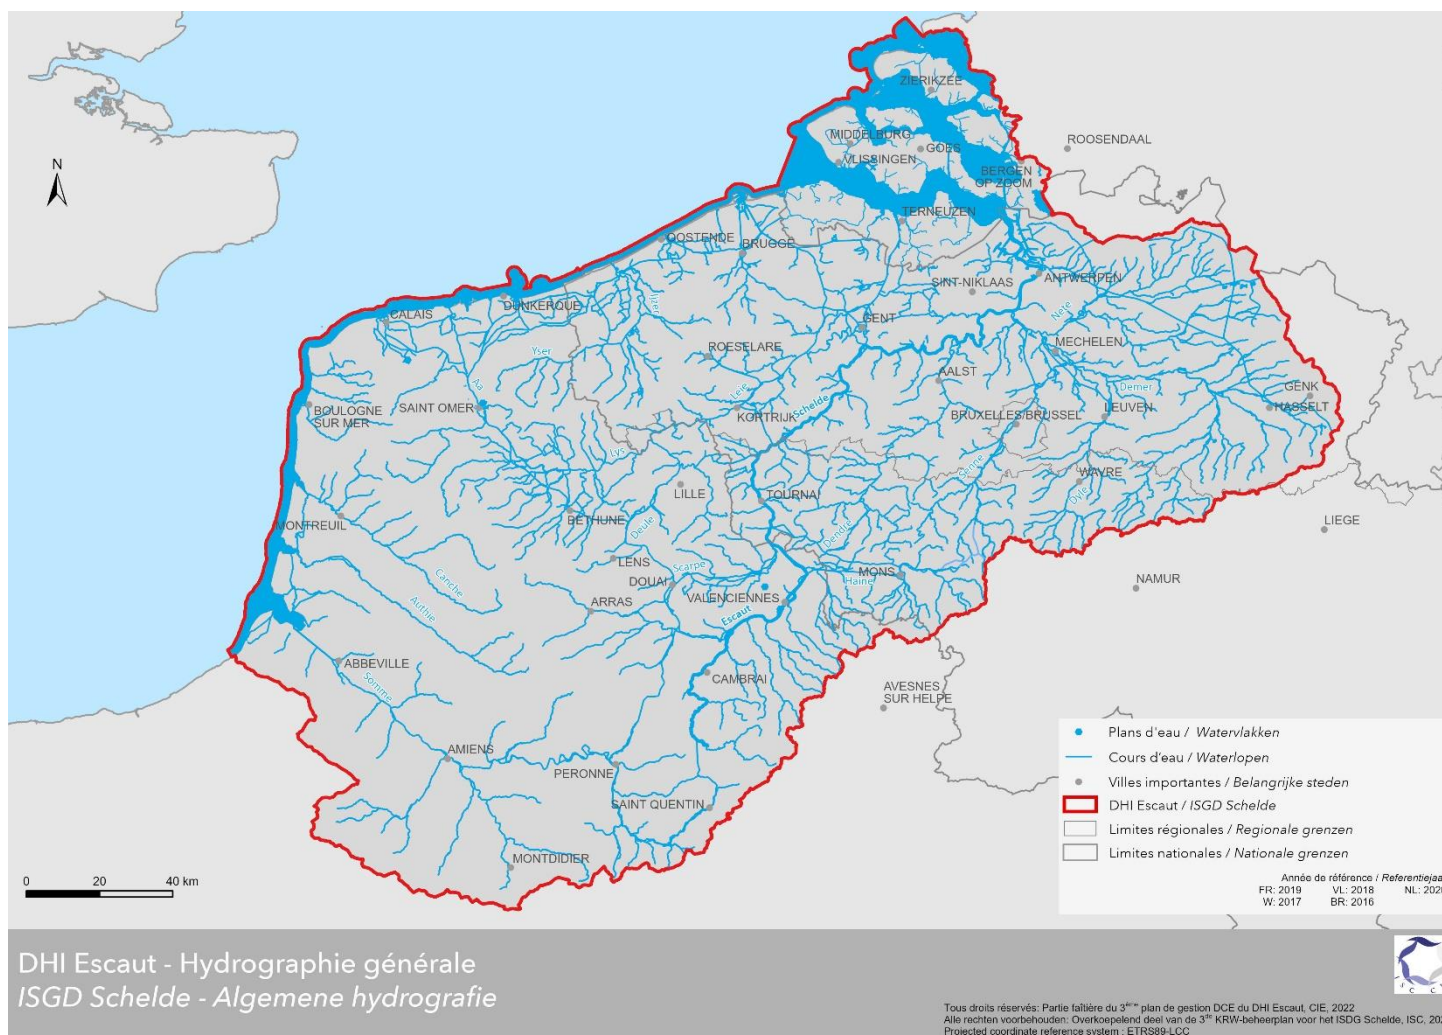 ZIERIKZEE
ROOSENDAAL
MIDDELBURG
GOES
VLISSINGEN
BERGEN
OP ZOOM
N
TERNEUZEN
OOSTENDE
BRUGGE
ANTWERPEN
SINT-NIKLAAS
DUNKERQUE
IJzer
CALAIS
GENT
Nete
MECHELEN
ROESELARE
Yser
AALST
Demer
GENK
HASSELT
Aa
SAINT OMER
Leie
Schelde
KORTRIJK
BRUXELLES/BRUSSEL
LEUVEN
BOULOGNE
SUR MER
Lys
Senne
WAVRE
LILLE
TOURNAI
Dyle
MONTREUIL
BETHUNE
Deule
Dendre
LIEGE
LENS
Scarpe
MONS
Haine
DOUAI
Canche
NAMUR
VALENCIENNES
Authie
ARRAS
Escaut
ABBEVILLE
CAMBRAI
Somme
AVESNES
SUR HELPE
AMIENS
PERONNE
SAINT QUENTIN
MONTDIDIER
0 20 40 km
Plans d'eau / Watervlakken
Cours d'eau / Waterlopen
Villes importantes / Belangrijke steden
DHI Escaut / ISGD Schelde
Limites régionales / Regionale grenzen
Limites nationales / Nationale grenzen
Année de référence / Referentiejaa
FR: 2019 VL: 2018 NL: 202
W: 2017 BR: 2016
DHI Escaut - Hydrographie générale
ISGD Schelde - Algemene hydrografie
Tous droits réservés: Partie faîtière du 3ème plan de gestion DCE du DHI Escaut, CIE, 2022
Alle rechten voorbehouden: Overkoepelend deel van de 3de KRW-beheerplan voor het ISDG Schelde, ISC, 202
Projected coordinate reference system : ETRS89-LCC